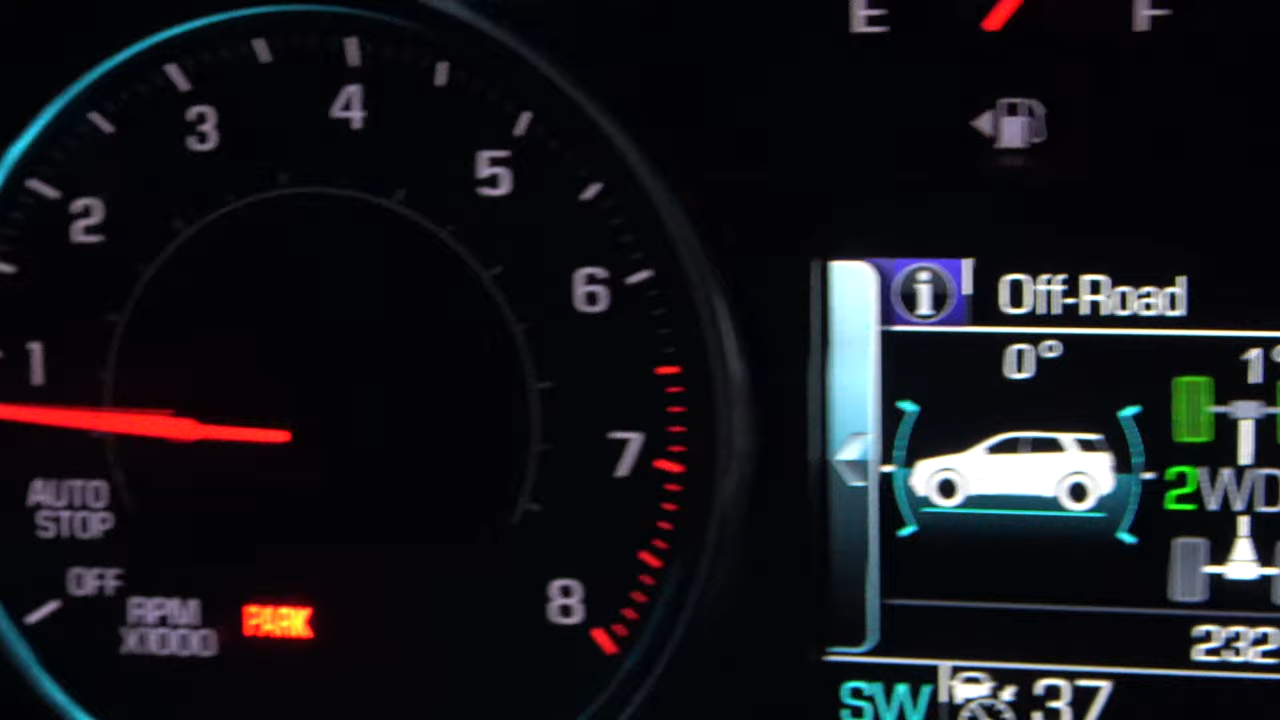 E F
4
3
5
2
6
i Off-Road
0° 1°
1
7
2WD
AUTO
STOP
OFF
8
RPM
X1000
PARK
232
SW 37